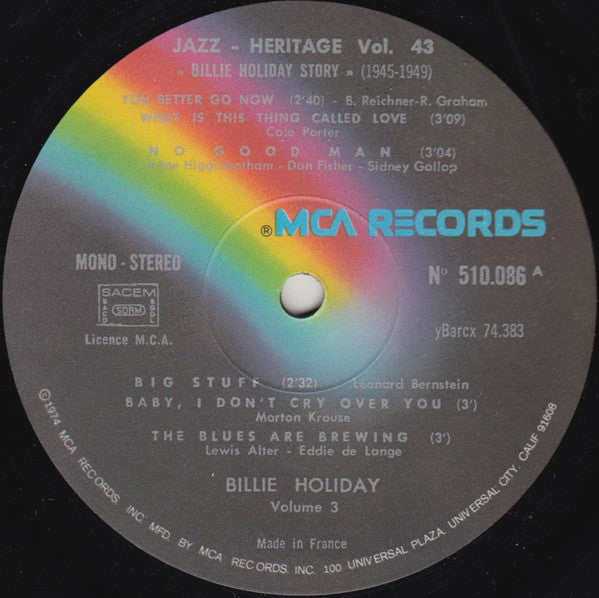 JAZZ - HERITAGE Vol. 43
« BILLIE HOLIDAY STORY » (1945-1949)
YOU BETTER GO NOW (2'40) - B. Reichner-R. Graham
WHAT IS THIS THING CALLED LOVE (3'09)
Cole Porter
NO GOOD MAN (3'04)
Irène Higginbotham - Dan Fisher - Sidney Gallop
® MCA RECORDS
MONO - STEREO
N° 510.086 A
SACEM
SACD SDRM SGDL
Licence M.C.A.
yBarcx 74.383
BIG STUFF (2'32) Léonard Bernstein
BABY, I DON'T CRY OVER YOU (3')
Morton Krouse
THE BLUES ARE BREWING (3')
Lewis Alter - Eddie de Lange
BILLIE HOLIDAY
Volume 3
Made in France
©1974 MCA RECORDS, INC. MFD. BY MCA RECORDS. INC. 100 UNIVERSAL PLAZA, UNIVERSAL CITY. CALIF 91608